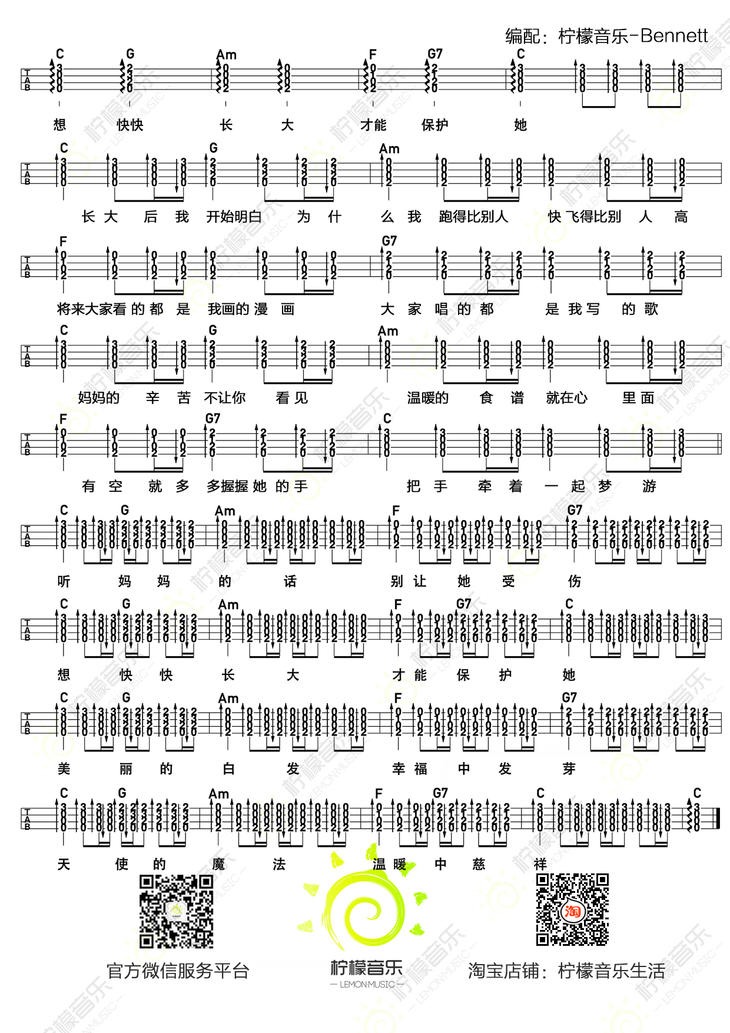 编配：柠檬音乐-Bennett
C G Am F G7 C
想 快快 长 大 才能 保护 她
C G Am
长 大 后 我 开始明白 为 什 么 我 跑得比别人 快 飞得比别 人 高
F G7
将来大家看的都 是 我画的漫 画 大 家 唱的都 是 我写 的歌
C G Am
妈妈的 辛 苦 不让你 看见 温暖的 食 谱 就在心 里面
F G7 C
有 空 就 多 多握握 她 的手 把 手 牵 着 一 起 梦 游
C G Am F G7
听 妈 妈 的 话 别 让 她 受 伤
C G Am F G7 C
想 快 快 长 大 才 能 保 护 她
C G Am F G7
美 丽 的 白 发 幸 福 中 发 芽
C G Am F G7 C C
天 使 的 魔 法 温 暖 中 慈 祥
官方微信服务平台
柠檬音乐
LEMON MUSIC
淘
淘宝店铺：柠檬音乐生活